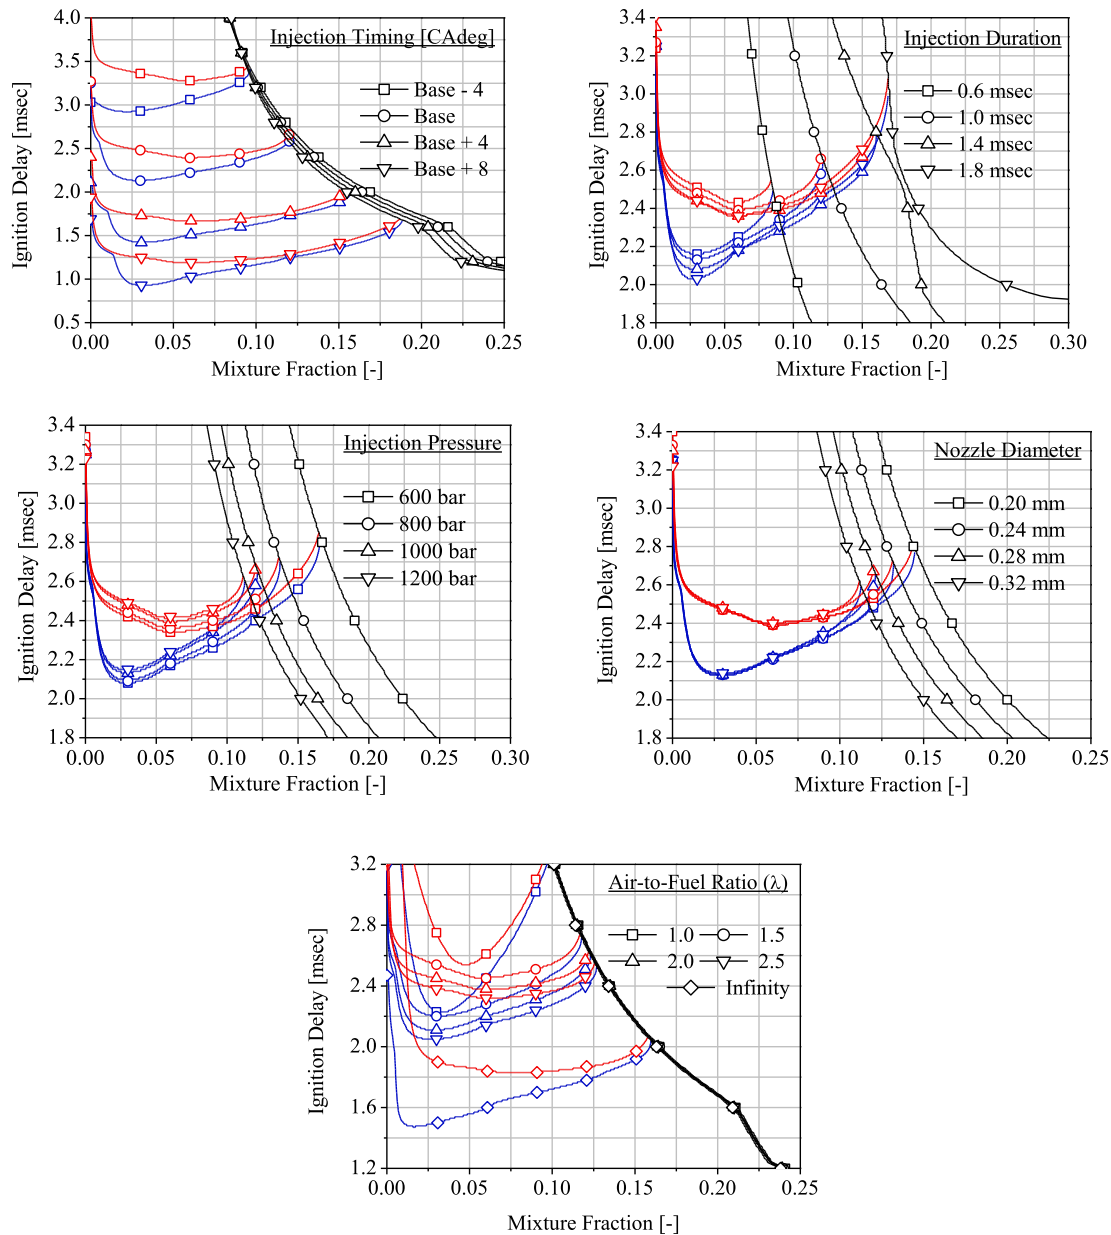 Injection Timing [CAdeg]
Base - 4
Base
Base + 4
Base + 8
Ignition Delay [msec]
4.0
3.5
3.0
2.5
2.0
1.5
1.0
0.5
0.00 0.05 0.10 0.15 0.20 0.25
Mixture Fraction [-]
Injection Duration
0.6 msec
1.0 msec
1.4 msec
1.8 msec
Ignition Delay [msec]
3.4
3.2
3.0
2.8
2.6
2.4
2.2
2.0
1.8
0.00 0.05 0.10 0.15 0.20 0.25 0.30
Mixture Fraction [-]
Injection Pressure
600 bar
800 bar
1000 bar
1200 bar
Ignition Delay [msec]
3.4
3.2
3.0
2.8
2.6
2.4
2.2
2.0
1.8
0.00 0.05 0.10 0.15 0.20 0.25 0.30
Mixture Fraction [-]
Nozzle Diameter
0.20 mm
0.24 mm
0.28 mm
0.32 mm
Ignition Delay [msec]
3.4
3.2
3.0
2.8
2.6
2.4
2.2
2.0
1.8
0.00 0.05 0.10 0.15 0.20 0.25
Mixture Fraction [-]
Air-to-Fuel Ratio (λ)
1.0 1.5
2.0 2.5
Infinity
Ignition Delay [msec]
3.2
2.8
2.4
2.0
1.6
1.2
0.00 0.05 0.10 0.15 0.20 0.25
Mixture Fraction [-]